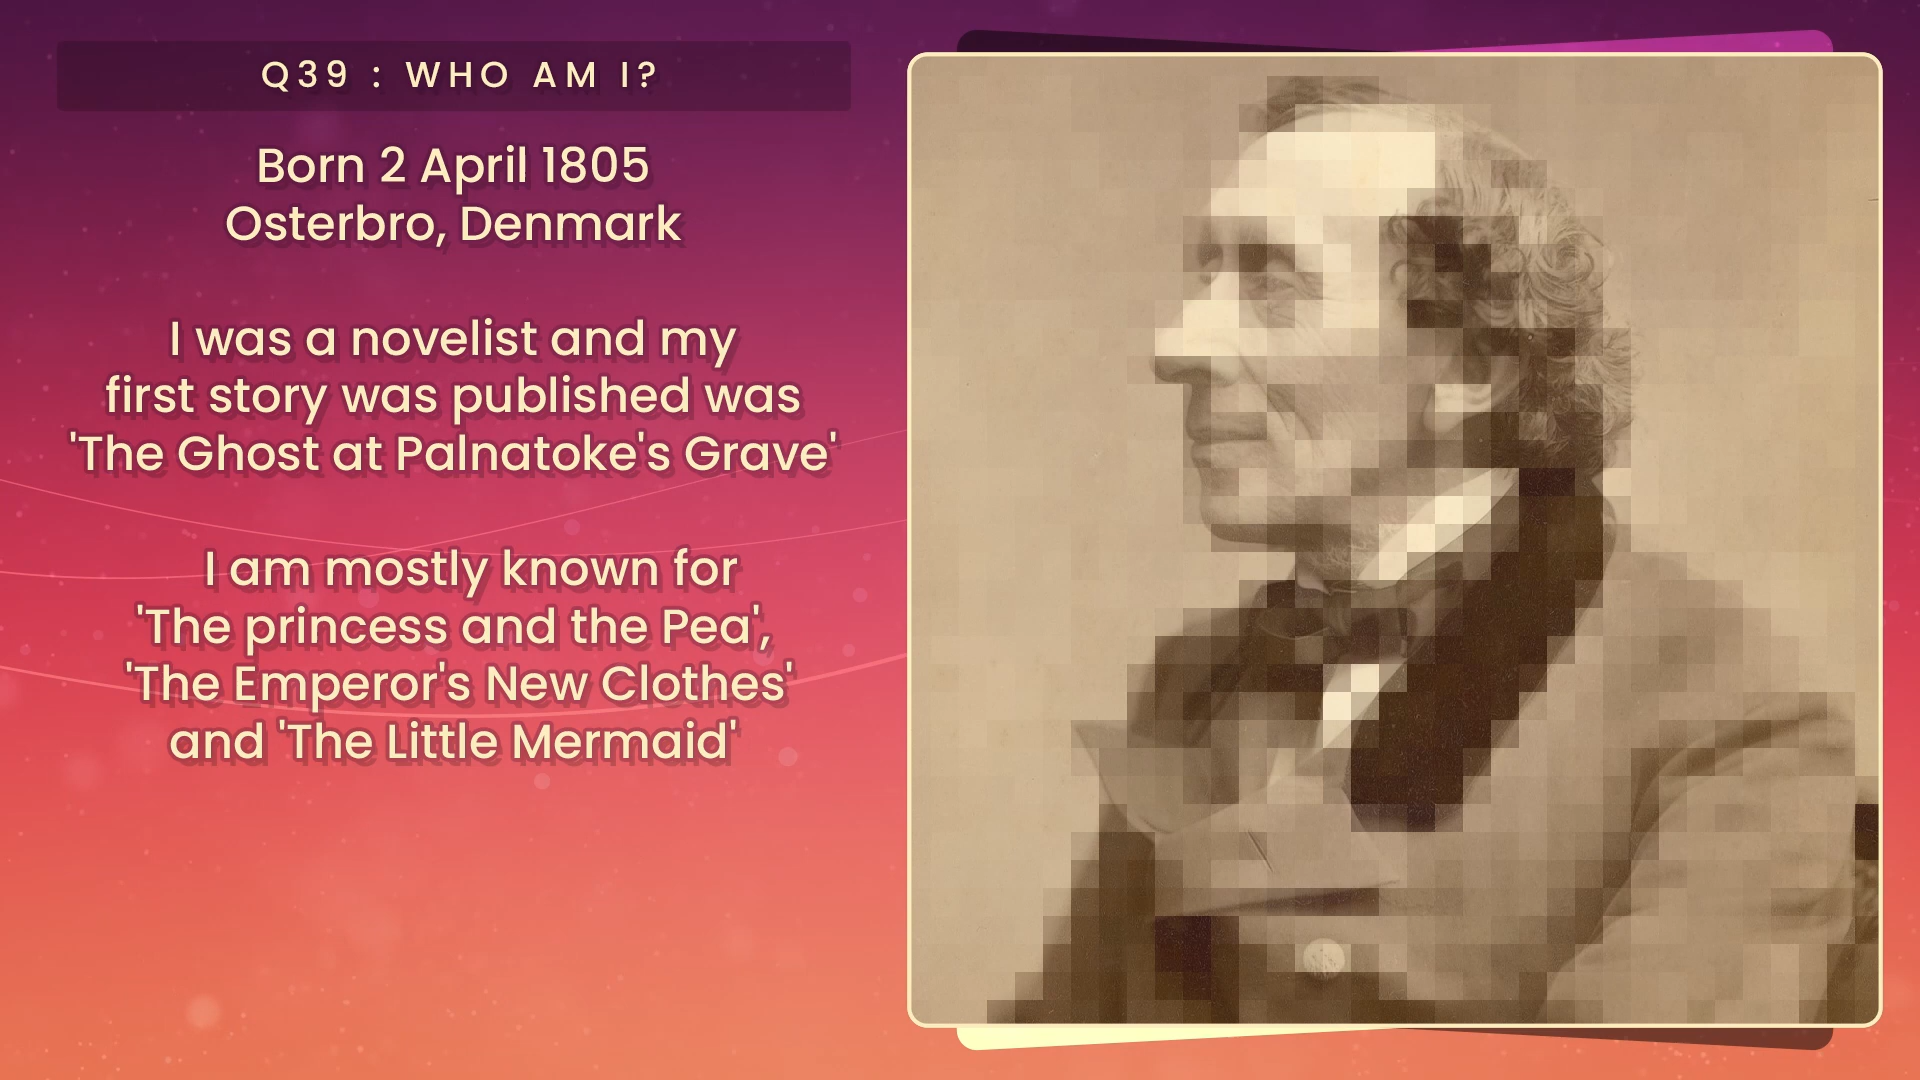 Q39 : WHO AM I?
Born 2 April 1805
Osterbro, Denmark
I was a novelist and my
first story was published was
'The Ghost at Palnatoke's Grave'
I am mostly known for
'The princess and the Pea',
'The Emperor's New Clothes'
and 'The Little Mermaid'